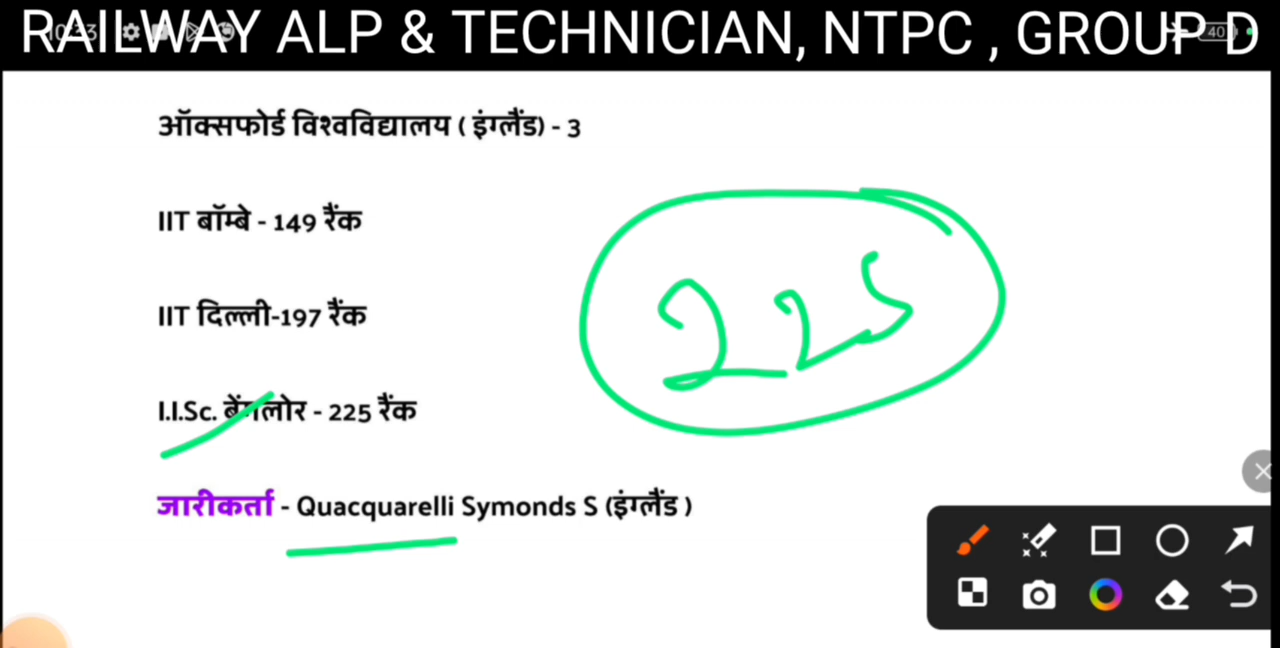 RAILWAY ALP & TECHNICIAN, NTPC , GROUP D
40
ऑक्सफोर्ड विश्वविद्यालय ( इंग्लैंड) - 3
IIT बॉम्बे - 149 रैंक
225
IIT दिल्ली-197 रैंक
I.I.Sc. बेंगलोर - 225 रैंक
जारीकर्ता - Quacquarelli Symonds S (इंग्लैंड )